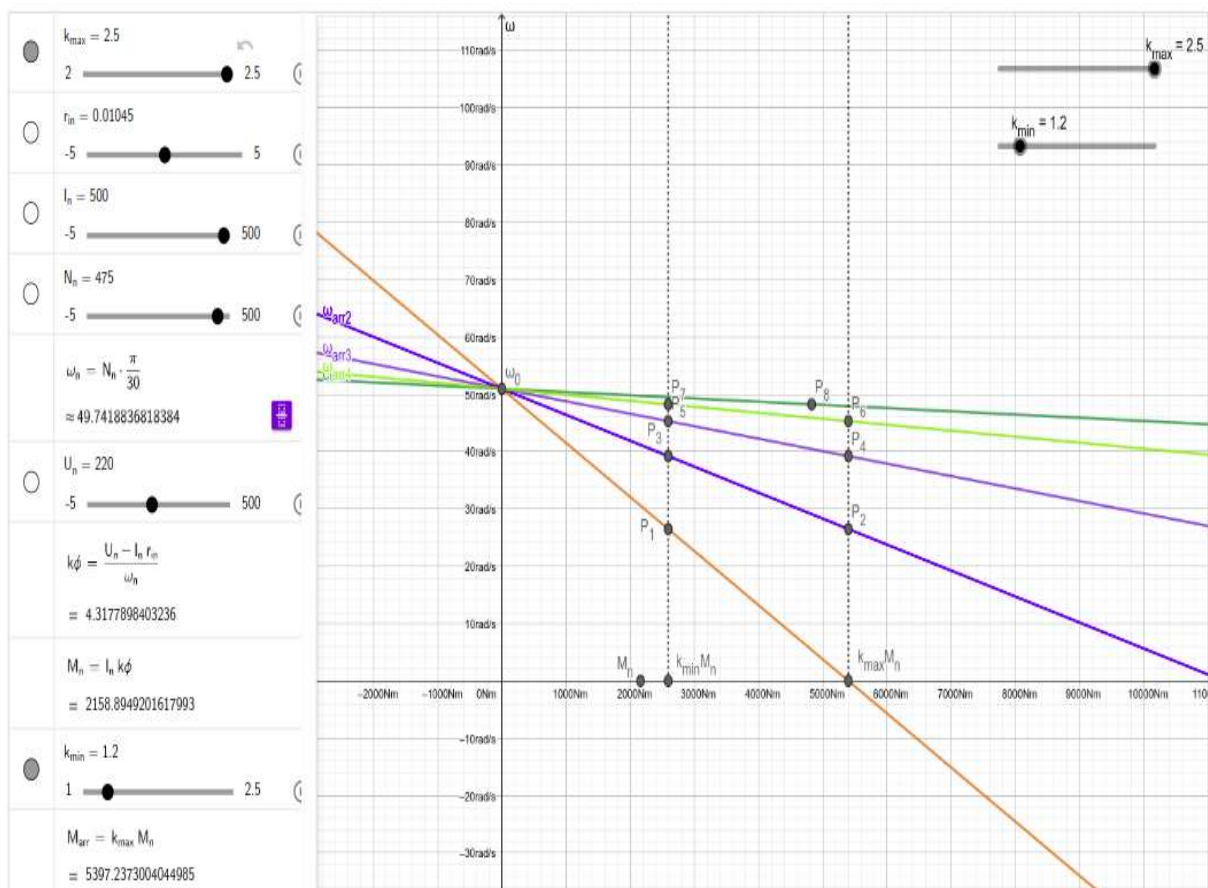 k_max = 2.5
2 2.5
r_in = 0.01045
-5 5
I_n = 500
-5 500
N_n = 475
-5 500
ω_n = N_n · π/30
≈ 49.7418836818384
U_n = 220
-5 500
kϕ = (U_n − I_n r_in)/ω_n
= 4.3177898403236
M_n = I_n kϕ
= 2158.8949201617993
k_min = 1.2
1 2.5
M_arr = k_max M_n
= 5397.2373004044985
ω
110rad/s
100rad/s
90rad/s
80rad/s
70rad/s
60rad/s
50rad/s
40rad/s
30rad/s
20rad/s
10rad/s
−10rad/s
−20rad/s
−30rad/s
k_max = 2.5
k_min = 1.2
ω_arr2
ω_arr3
ω_arr4
ω_0
P_7 P_8
P_5 P_6
P_3 P_4
P_1 P_2
M_n k_min M_n k_max M_n
−2000Nm −1000Nm 0Nm 1000Nm 2000Nm 3000Nm 4000Nm 5000Nm 6000Nm 7000Nm 8000Nm 9000Nm 10000Nm